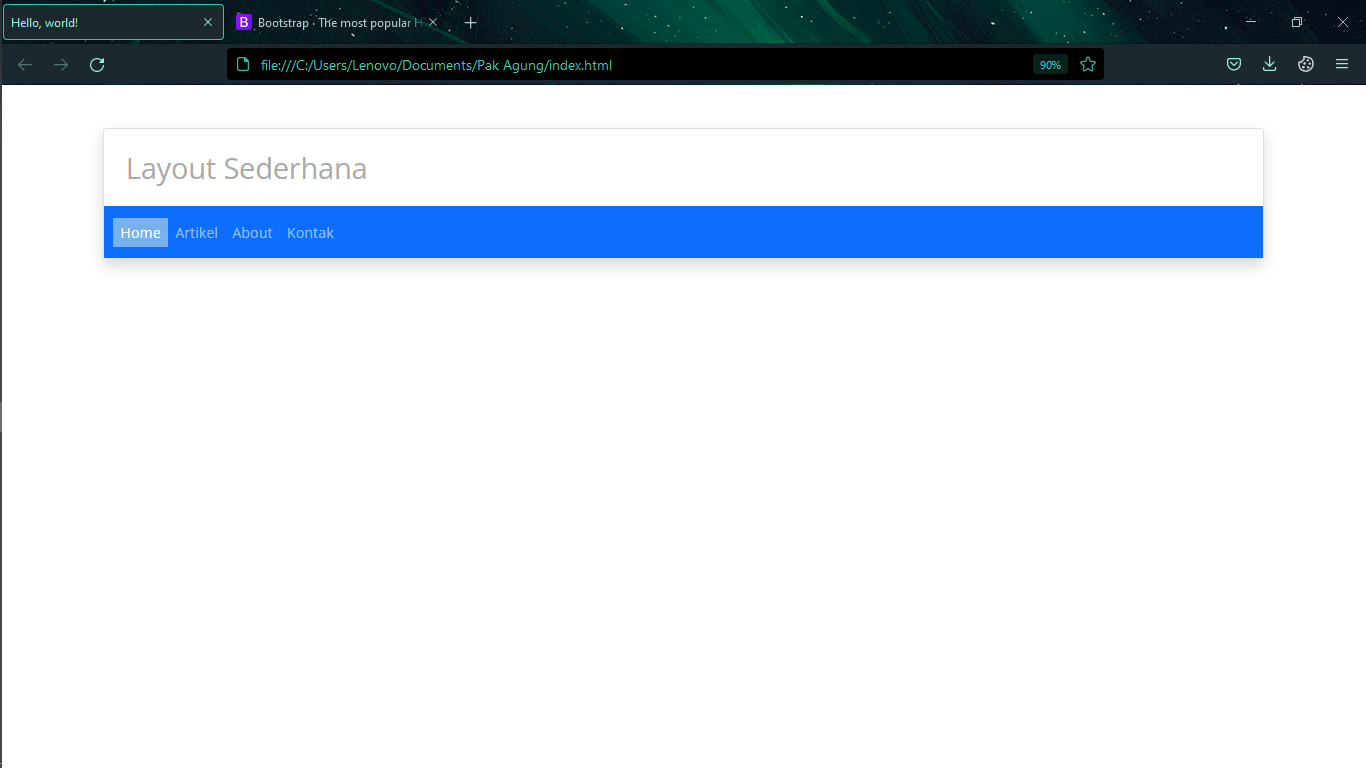 Hello, world!
Bootstrap · The most popular H
file:///C:/Users/Lenovo/Documents/Pak Agung/index.html
90%
Layout Sederhana
Home Artikel About Kontak